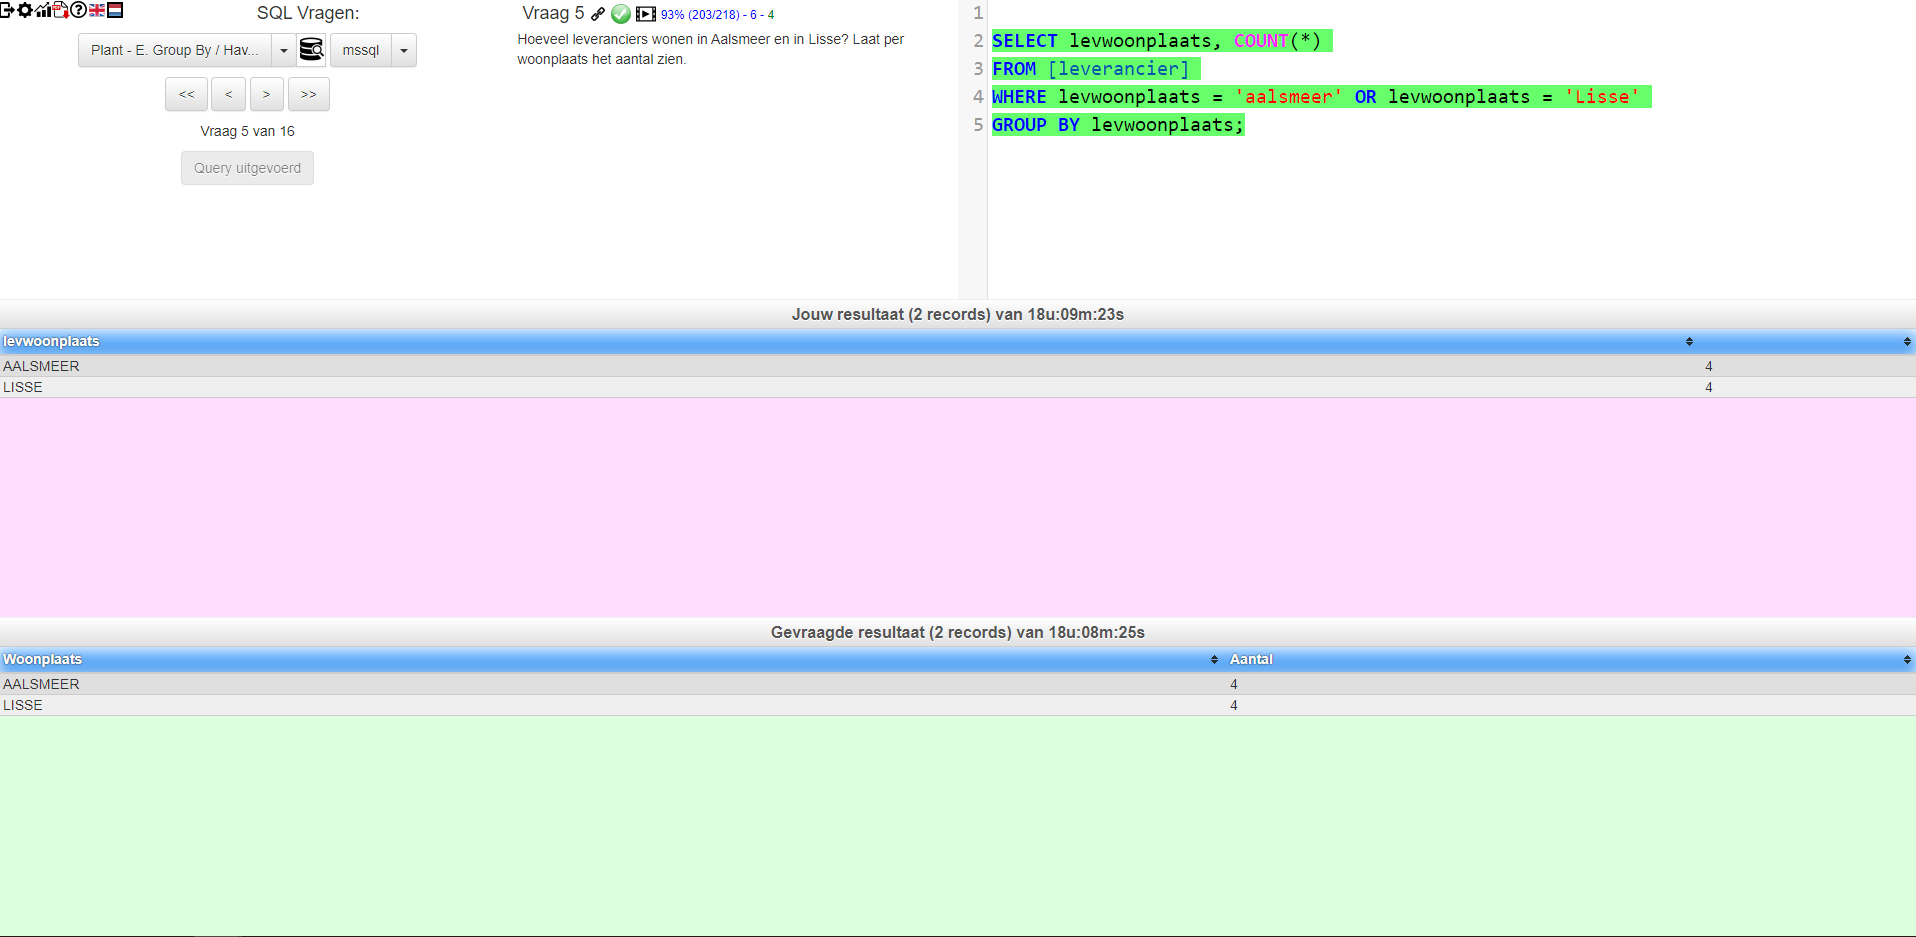 SQL Vragen:
Plant - E. Group By / Hav...
mssql
<<
<
>
>>
Vraag 5 van 16
Query uitgevoerd
Vraag 5
93% (203/218) - 6 - 4
Hoeveel leveranciers wonen in Aalsmeer en in Lisse? Laat per
woonplaats het aantal zien.
1
2 SELECT levwoonplaats, COUNT(*)
3 FROM [leverancier]
4 WHERE levwoonplaats = 'aalsmeer' OR levwoonplaats = 'Lisse'
5 GROUP BY levwoonplaats;
Jouw resultaat (2 records) van 18u:09m:23s
levwoonplaats
AALSMEER 4
LISSE 4
Gevraagde resultaat (2 records) van 18u:08m:25s
Woonplaats Aantal
AALSMEER 4
LISSE 4